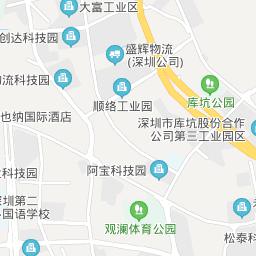 大富工业区
创达科技园
盛辉物流
(深圳公司)
流科技园
库坑公园
也纳国际酒店
顺络工业园
深圳市库坑股份合作
公司第三工业园区
阿宝科技园
科技园
深圳第二
外国语学校
观澜体育公园
松泰科